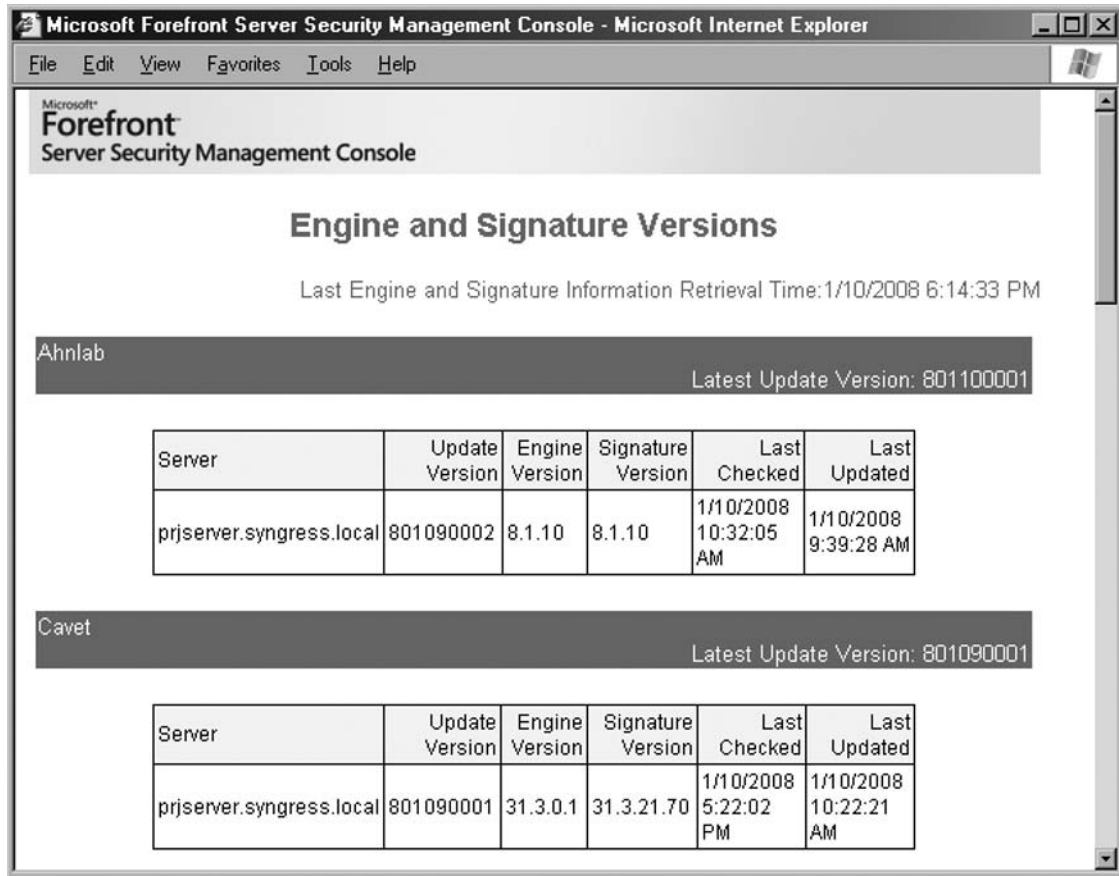 Microsoft Forefront Server Security Management Console - Microsoft Internet Explorer
File Edit View Favorites Tools Help
Microsoft
Forefront
Server Security Management Console
Engine and Signature Versions
Last Engine and Signature Information Retrieval Time:1/10/2008 6:14:33 PM
Ahnlab
Latest Update Version: 801100001
Server Update Version Engine Version Signature Version Last Checked Last Updated
prjserver.syngress.local 801090002 8.1.10 8.1.10 1/10/2008 10:32:05 AM 1/10/2008 9:39:28 AM
Cavet
Latest Update Version: 801090001
Server Update Version Engine Version Signature Version Last Checked Last Updated
prjserver.syngress.local 801090001 31.3.0.1 31.3.21.70 1/10/2008 5:22:02 PM 1/10/2008 10:22:21 AM